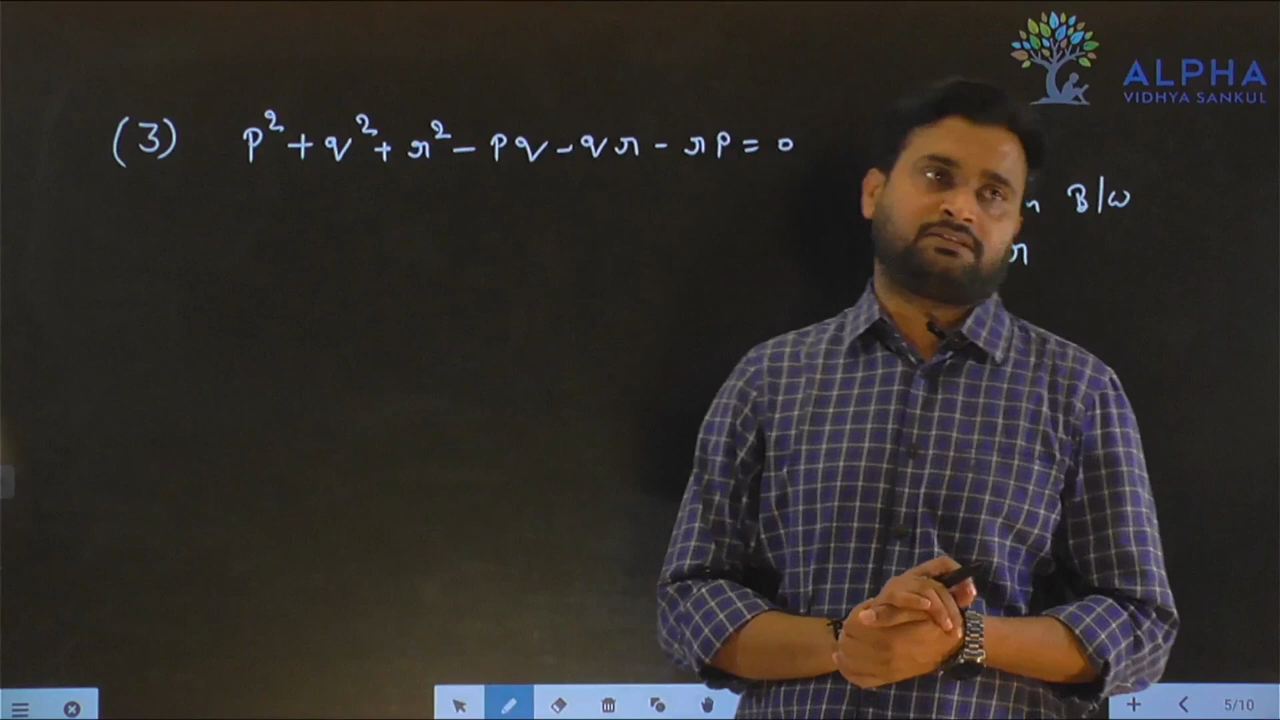 ALPHA
VIDHYA SANKUL
(3) p²+q²+r²-pq-qr-rp=0
B/w
r
5/10